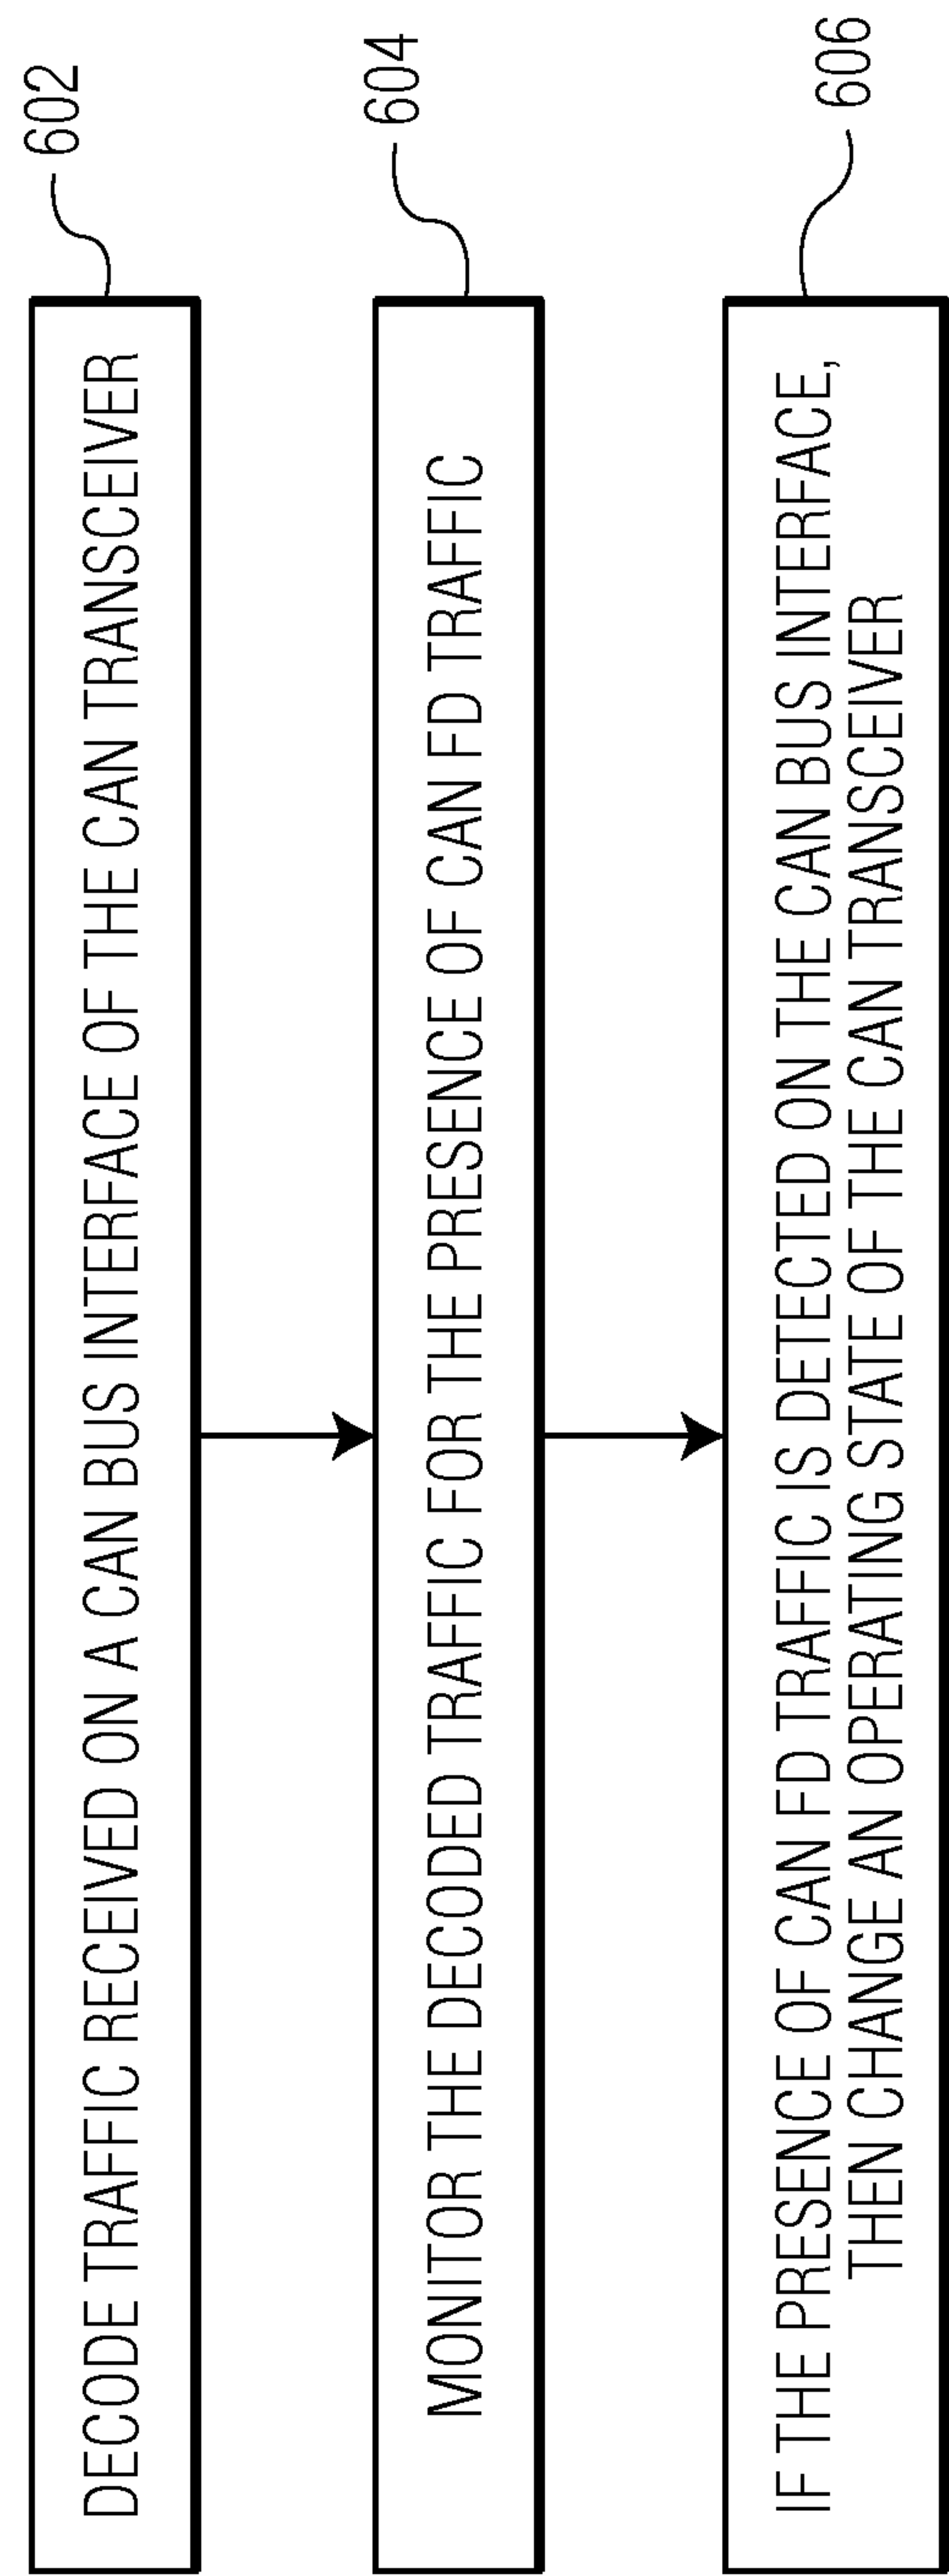 DECODE TRAFFIC RECEIVED ON A CAN BUS INTERFACE OF THE CAN TRANSCEIVER
602
MONITOR THE DECODED TRAFFIC FOR THE PRESENCE OF CAN FD TRAFFIC
604
IF THE PRESENCE OF CAN FD TRAFFIC IS DETECTED ON THE CAN BUS INTERFACE,
THEN CHANGE AN OPERATING STATE OF THE CAN TRANSCEIVER
606